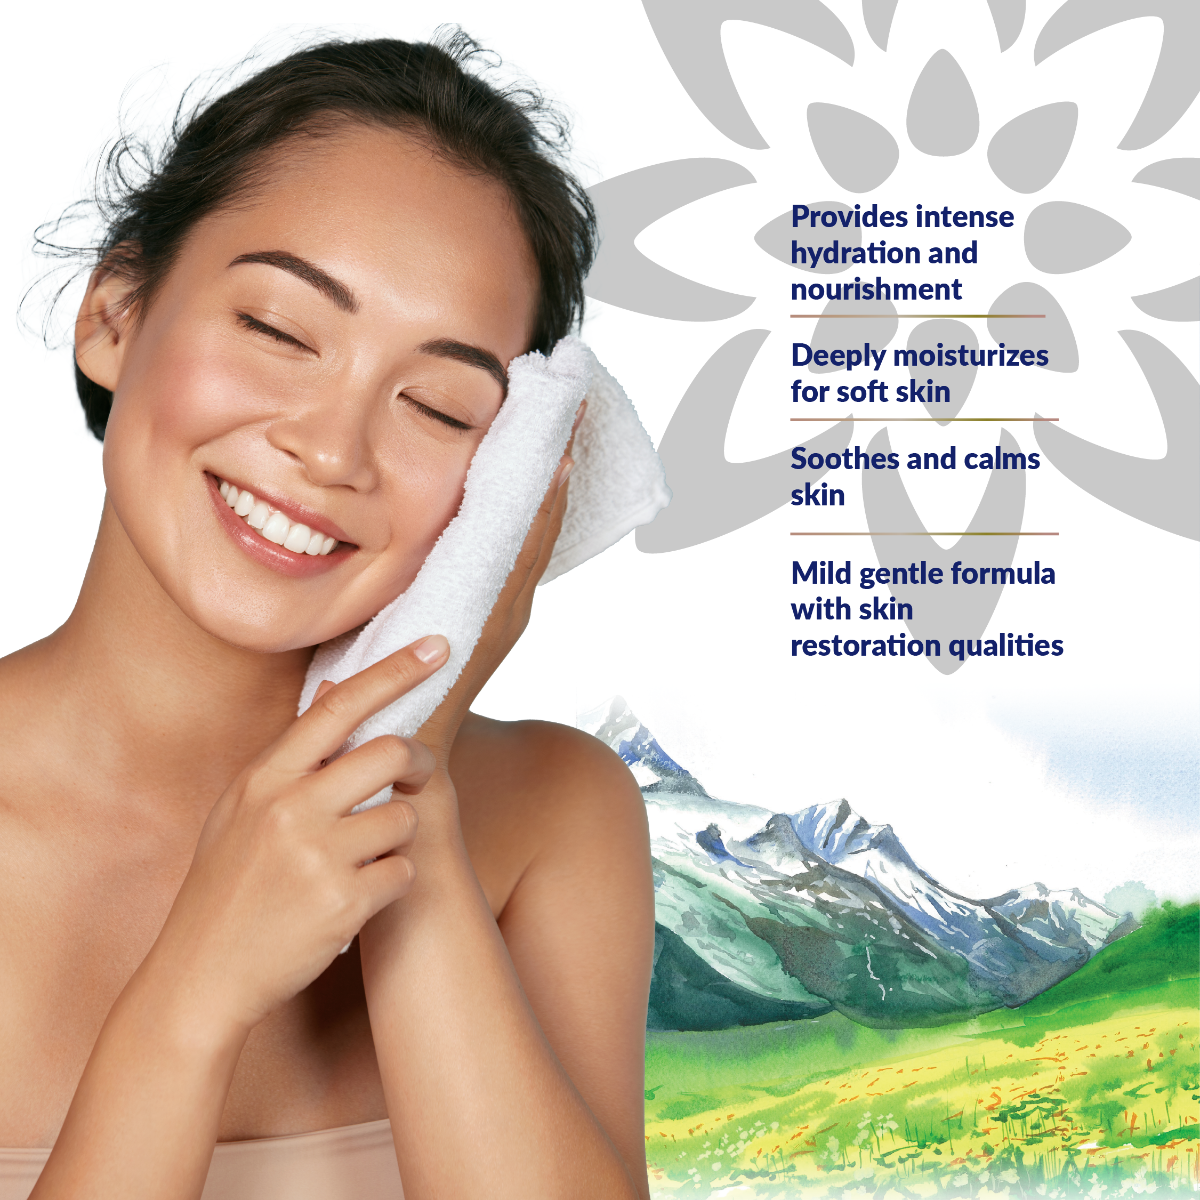 Provides intense
hydration and
nourishment
Deeply moisturizes
for soft skin
Soothes and calms
skin
Mild gentle formula
with skin
restoration qualities